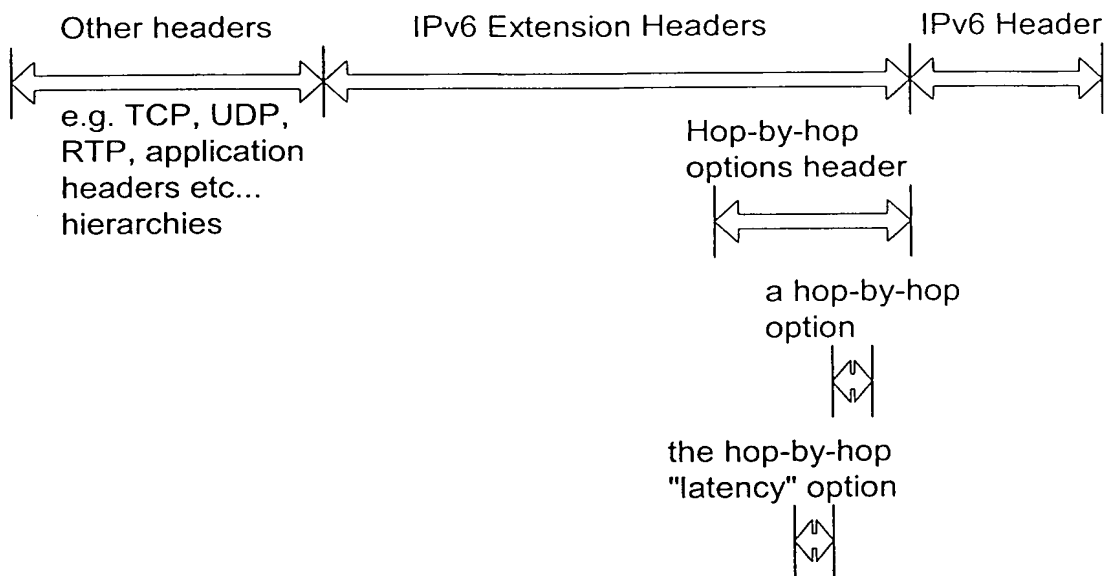 Other headers
IPv6 Extension Headers
IPv6 Header
e.g. TCP, UDP,
RTP, application
headers etc...
hierarchies
Hop-by-hop
options header
a hop-by-hop
option
the hop-by-hop
"latency" option